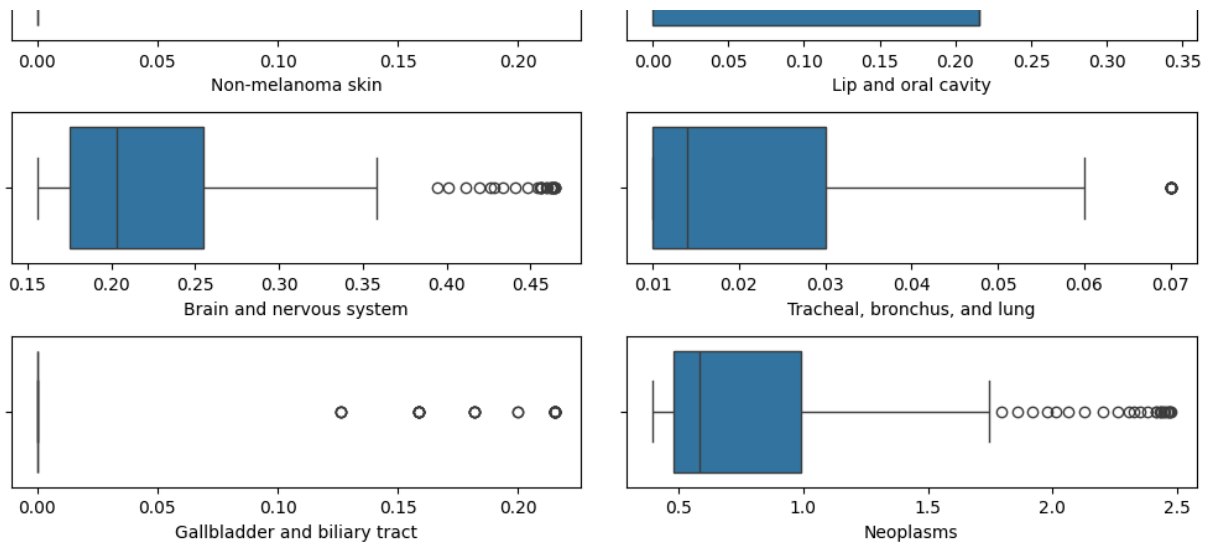 0.00 0.05 0.10 0.15 0.20
Non-melanoma skin
0.00 0.05 0.10 0.15 0.20 0.25 0.30 0.35
Lip and oral cavity
0.15 0.20 0.25 0.30 0.35 0.40 0.45
Brain and nervous system
0.01 0.02 0.03 0.04 0.05 0.06 0.07
Tracheal, bronchus, and lung
0.00 0.05 0.10 0.15 0.20
Gallbladder and biliary tract
0.5 1.0 1.5 2.0 2.5
Neoplasms